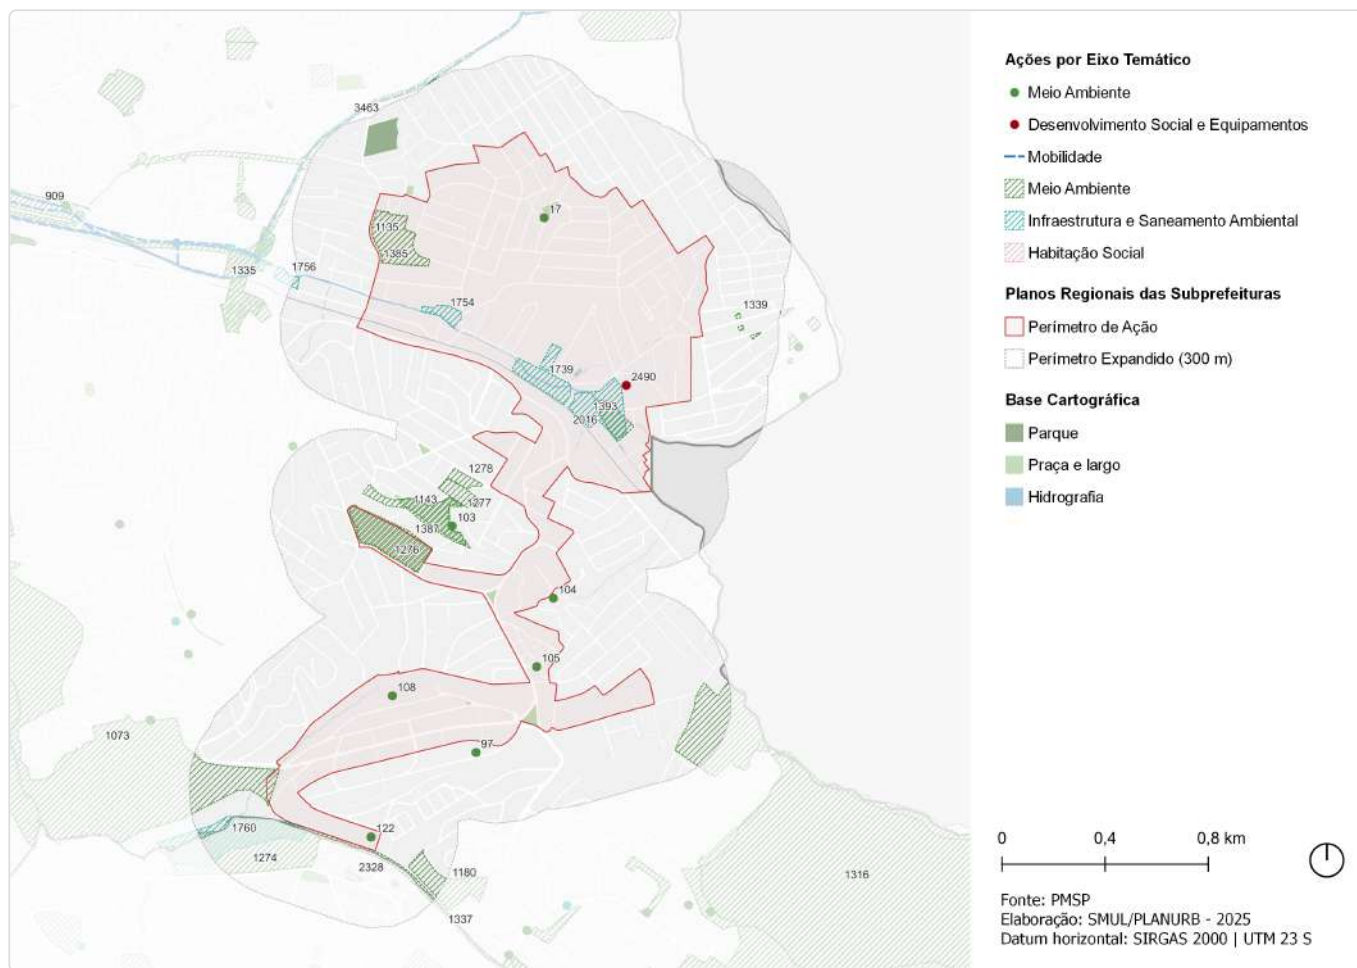 Ações por Eixo Temático
Meio Ambiente
Desenvolvimento Social e Equipamentos
Mobilidade
Meio Ambiente
Infraestrutura e Saneamento Ambiental
Habitação Social
Planos Regionais das Subprefeituras
Perímetro de Ação
Perímetro Expandido (300 m)
Base Cartográfica
Parque
Praça e largo
Hidrografia
3463
909
17
1135
1385
1335
1756
1754
1339
1739
2490
1393
2016
1278
1143
1277
103
1387
1276
104
105
108
97
1073
122
1760
1274
2328
1180
1337
1316
0 0,4 0,8 km
Fonte: PMSP
Elaboração: SMUL/PLANURB - 2025
Datum horizontal: SIRGAS 2000 | UTM 23 S